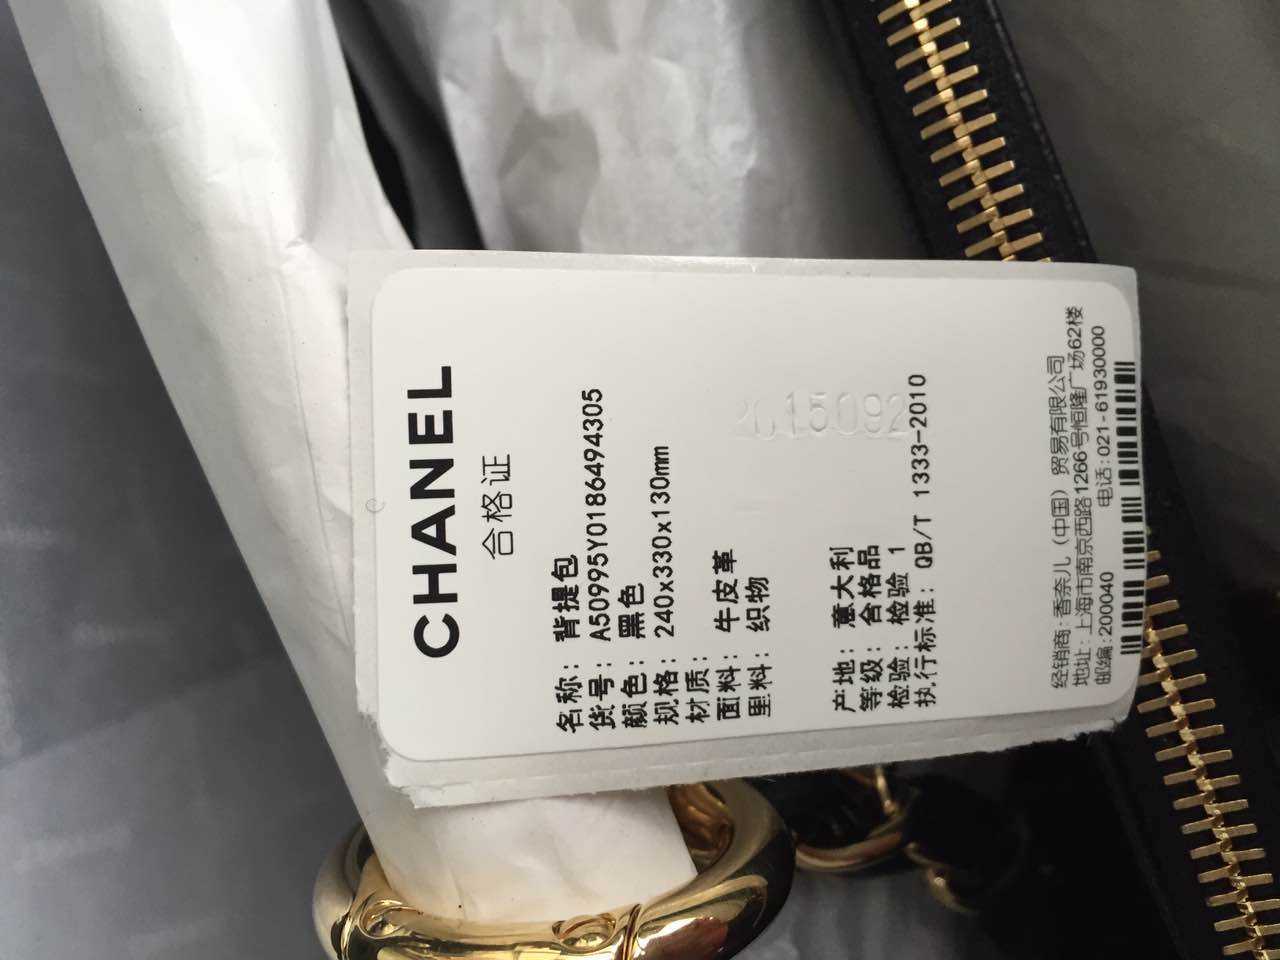 CHANEL
合格证
名称： 背提包
货号： A50995Y0186494305
颜色： 黑色
规格： 240x330x130mm
材质：
面料： 牛皮革
里料： 织物
2015092
产地： 意大利
等级： 合格品
检验： 检验 1
执行标准： QB/T 1333-2010
经销商：香奈儿（中国）贸易有限公司
地址：上海市南京西路1266号恒隆广场62楼
邮编：200040 电话：021-61930000